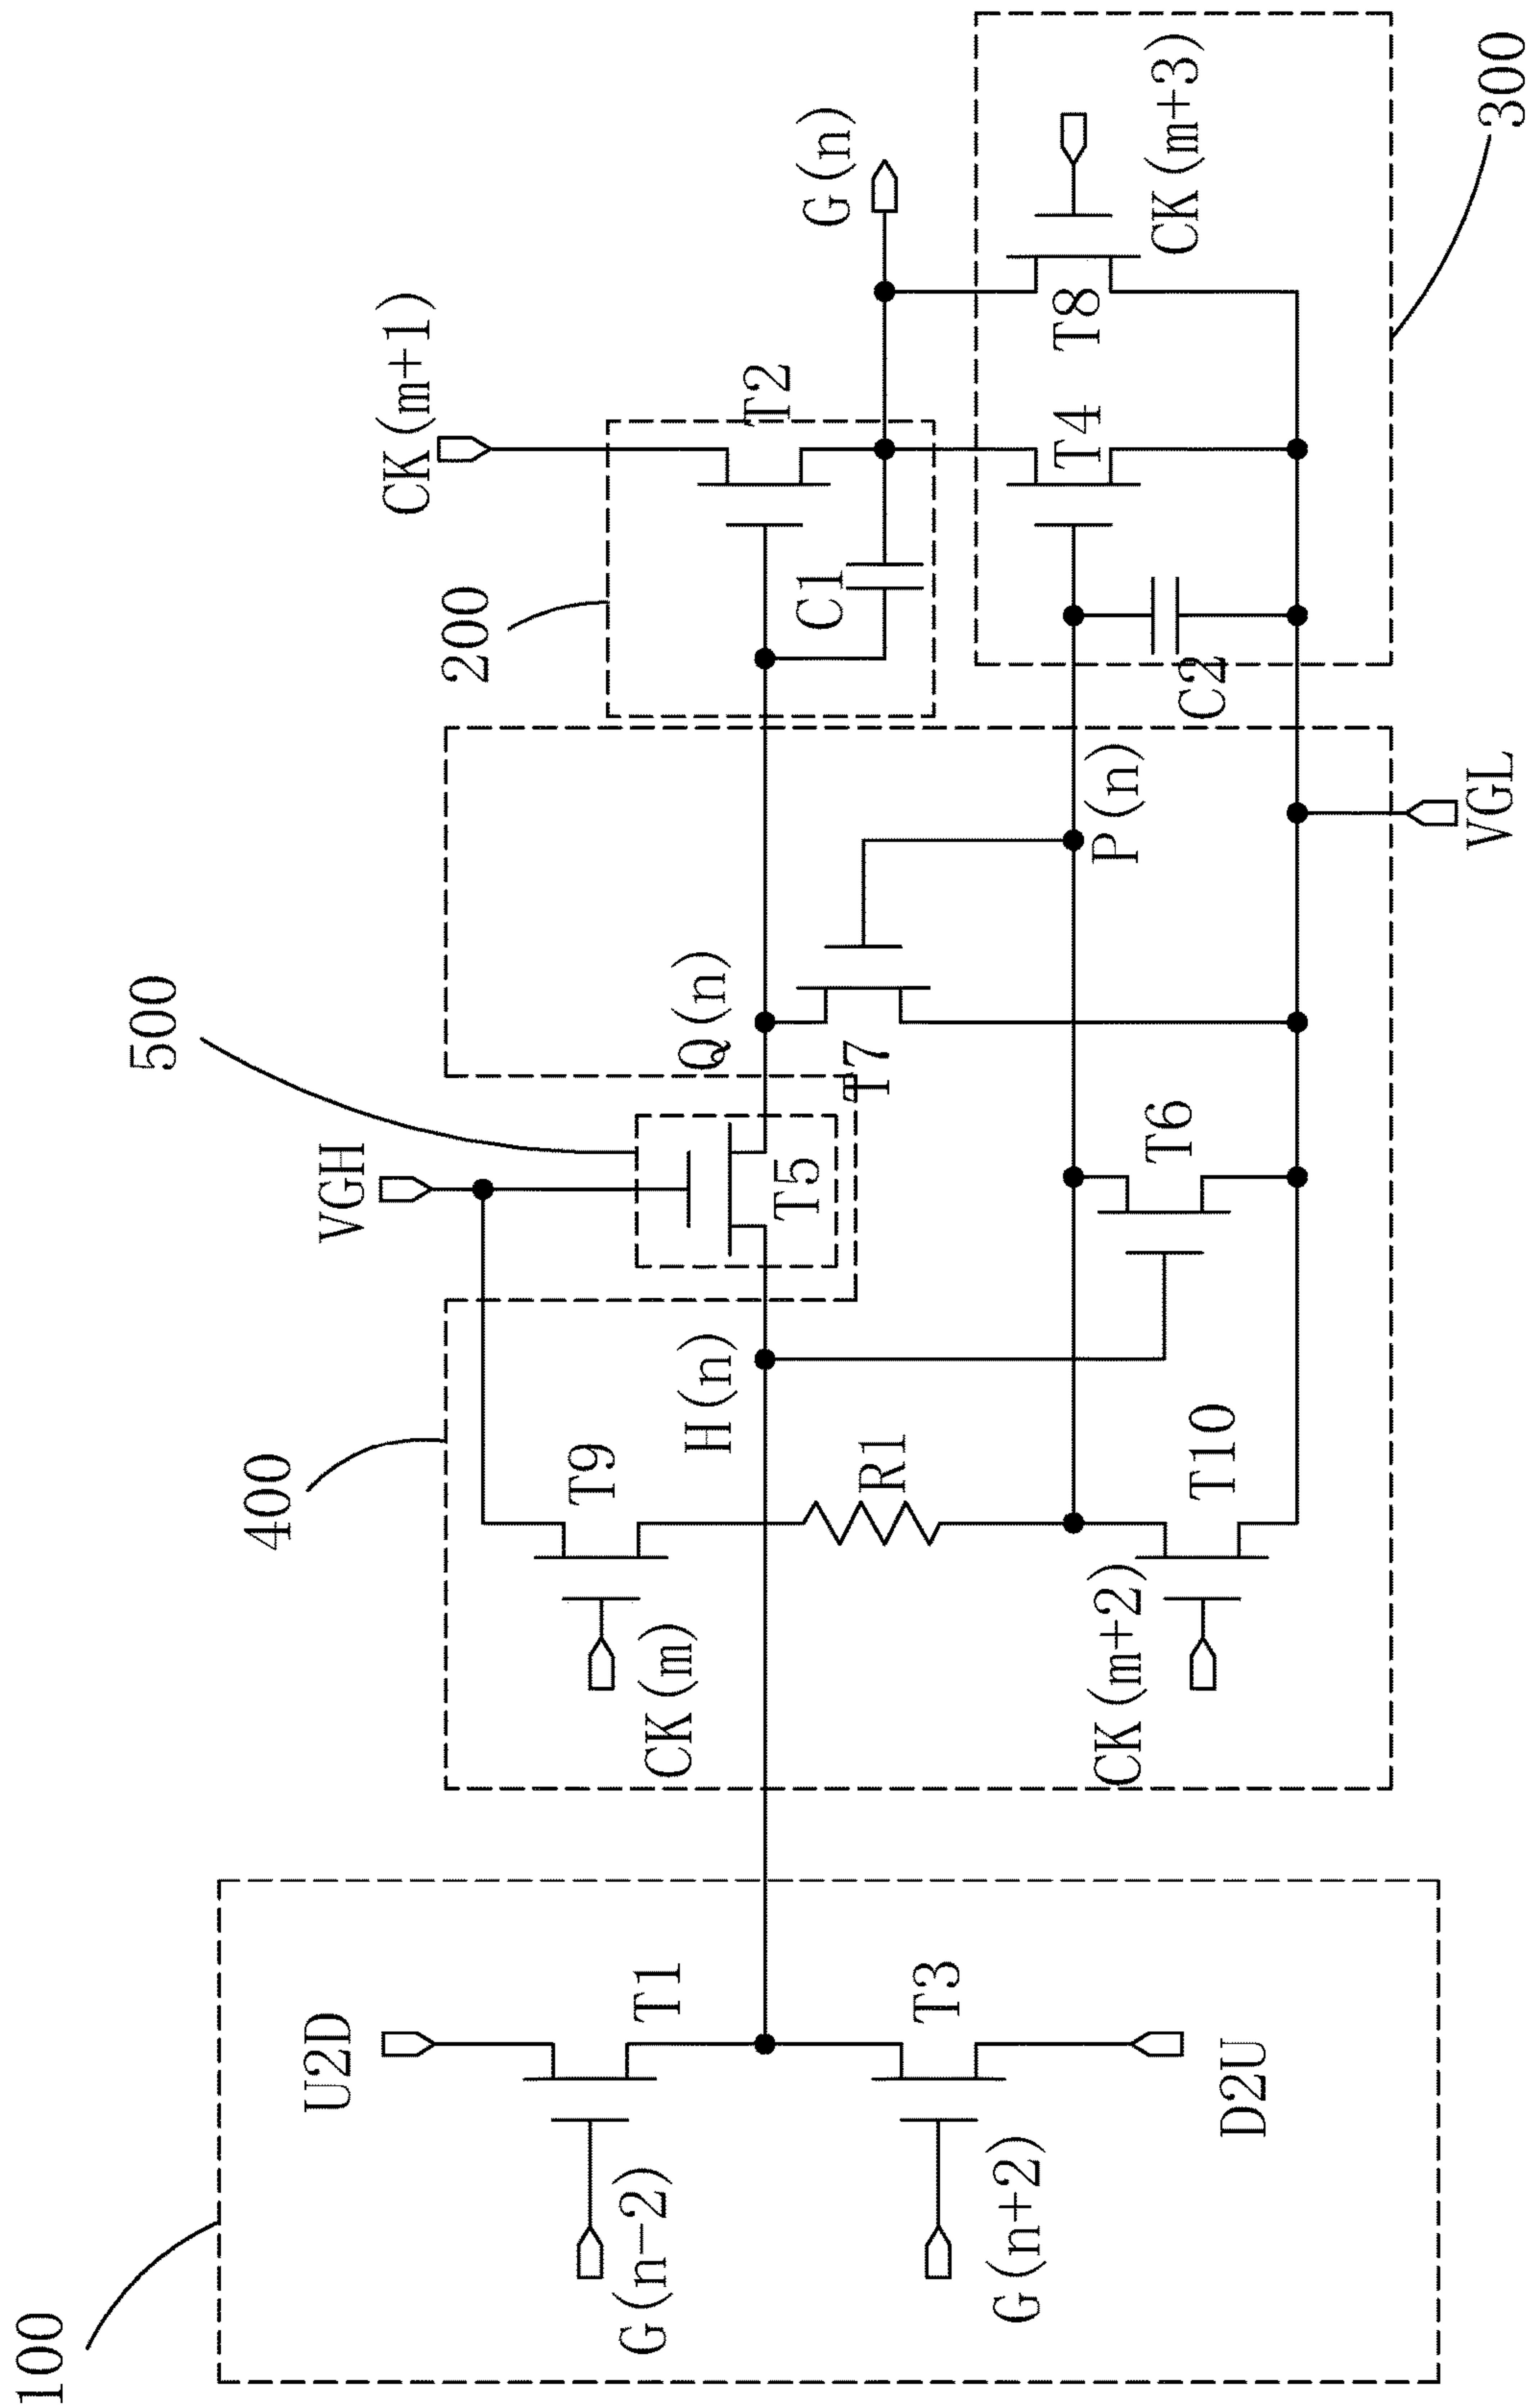 100
U2D
G(n-2)
T1
G(n+2)
T3
D2U
400
CK(m)
T9
H(n)
R1
CK(m+2)
T10
VGH
500
T5
T6
Q(n)
T7
P(n)
VGL
200
CK(m+1)
T2
C1
C2
T4
G(n)
T8
CK(m+3)
300